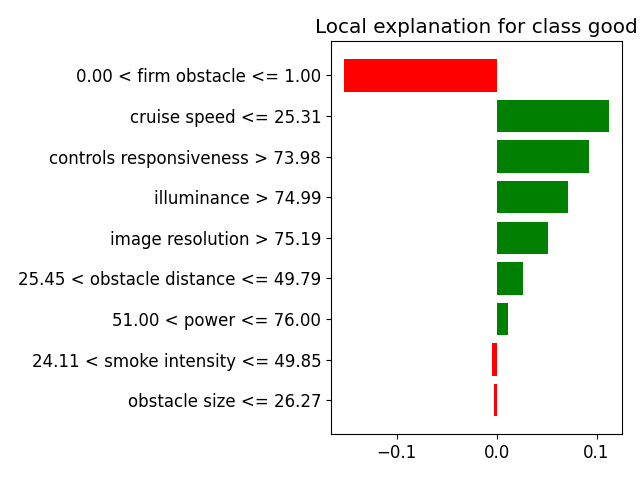 Local explanation for class good
0.00 < firm obstacle <= 1.00
cruise speed <= 25.31
controls responsiveness > 73.98
illuminance > 74.99
image resolution > 75.19
25.45 < obstacle distance <= 49.79
51.00 < power <= 76.00
24.11 < smoke intensity <= 49.85
obstacle size <= 26.27
−0.1 0.0 0.1